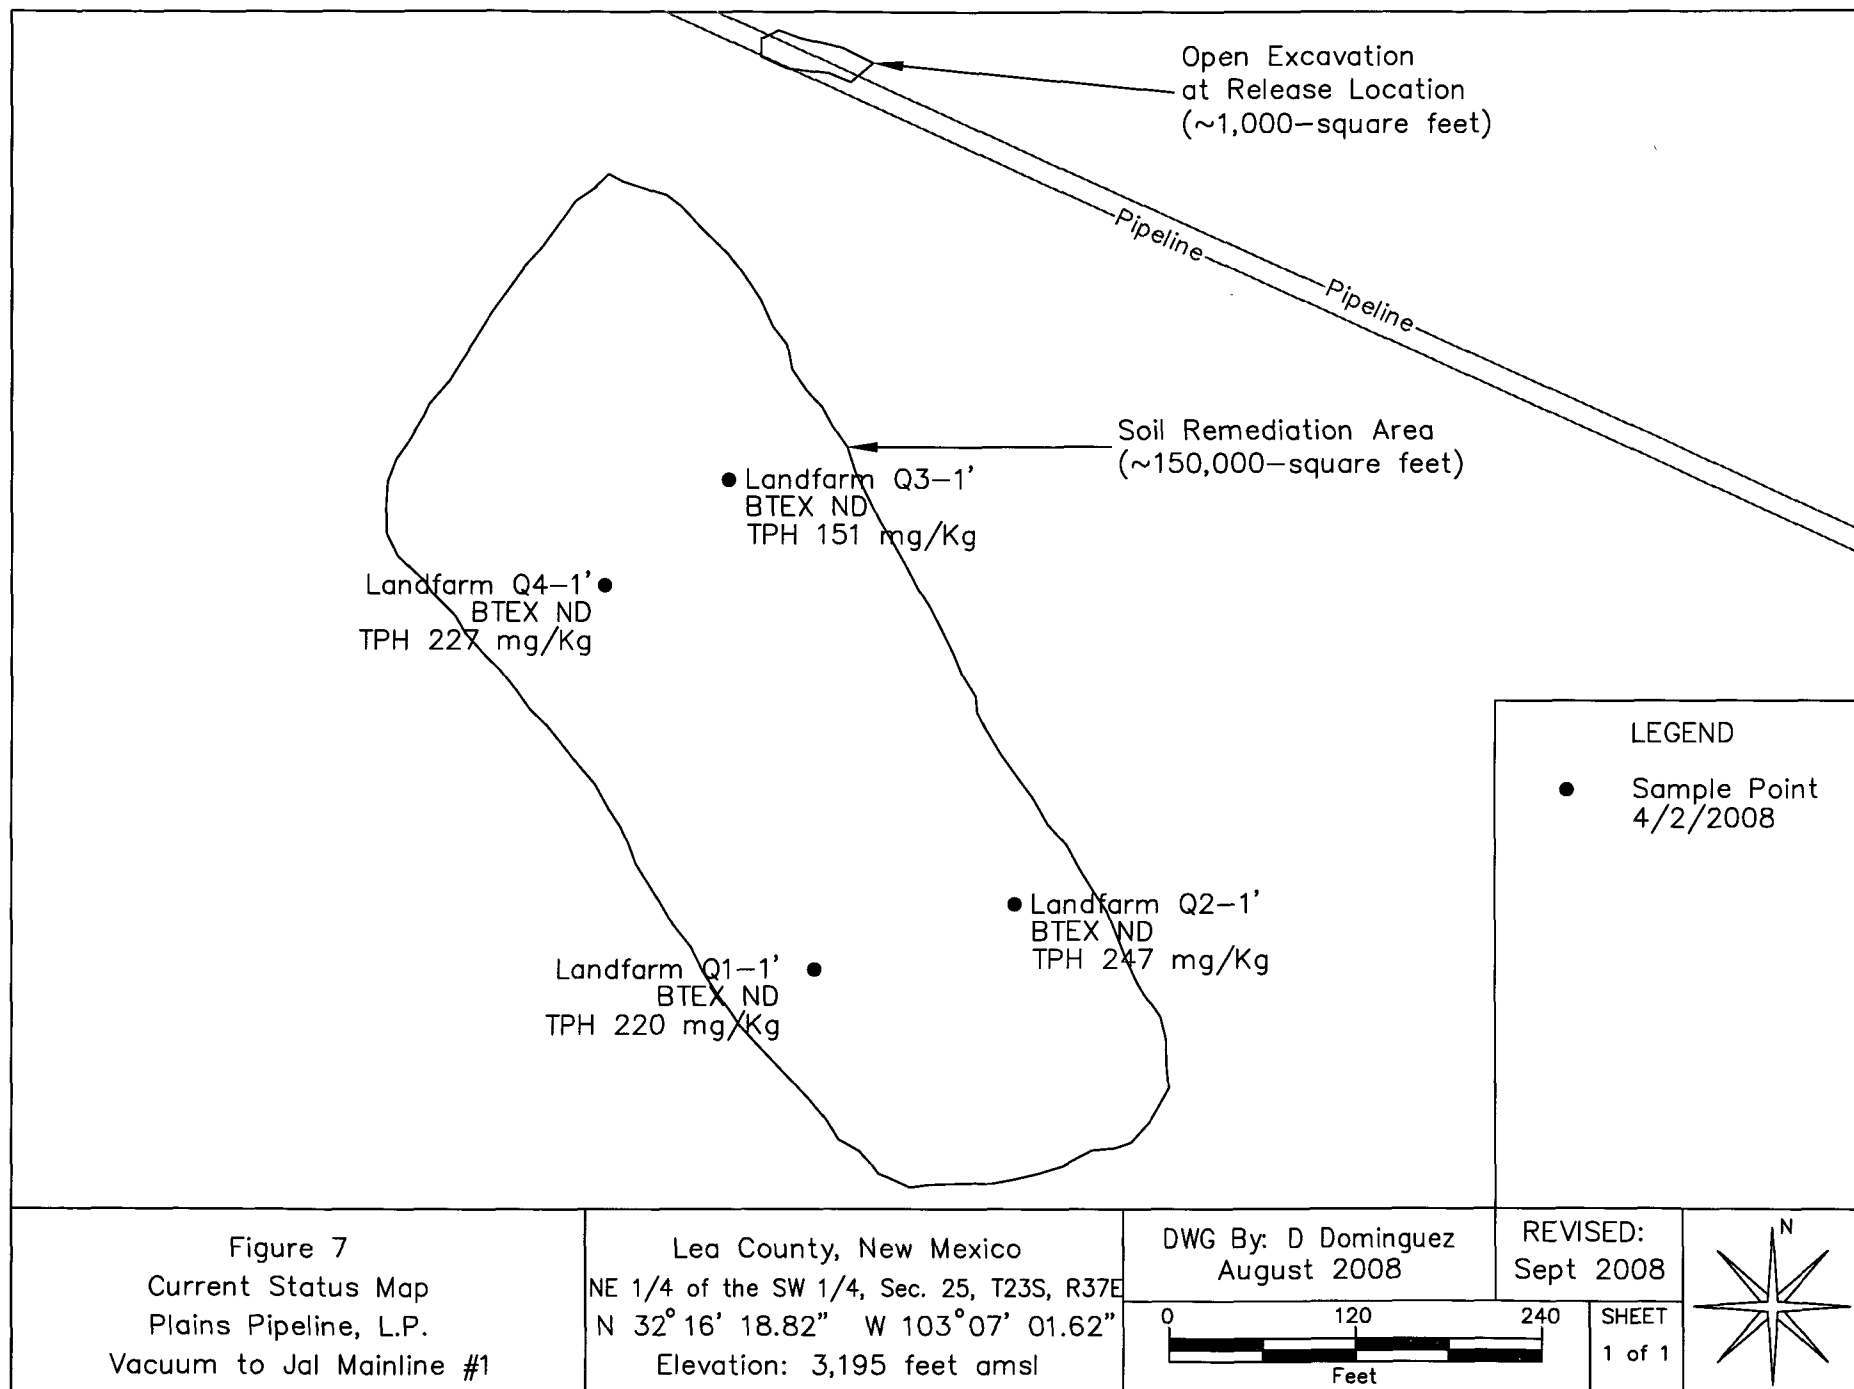 Open Excavation
at Release Location
(~1,000-square feet)
Pipeline
Pipeline
Soil Remediation Area
(~150,000-square feet)
Landfarm Q3-1'
BTEX ND
TPH 151 mg/Kg
Landfarm Q4-1'
BTEX ND
TPH 227 mg/Kg
LEGEND
Sample Point
4/2/2008
Landfarm Q2-1'
BTEX ND
TPH 247 mg/Kg
Landfarm Q1-1'
BTEX ND
TPH 220 mg/Kg
Figure 7
Current Status Map
Plains Pipeline, L.P.
Vacuum to Jal Mainline #1
Lea County, New Mexico
NE 1/4 of the SW 1/4, Sec. 25, T23S, R37E
N 32° 16' 18.82" W 103°07' 01.62"
Elevation: 3,195 feet amsl
DWG By: D Dominguez
August 2008
REVISED:
Sept 2008
0 120 240
Feet
SHEET
1 of 1
N